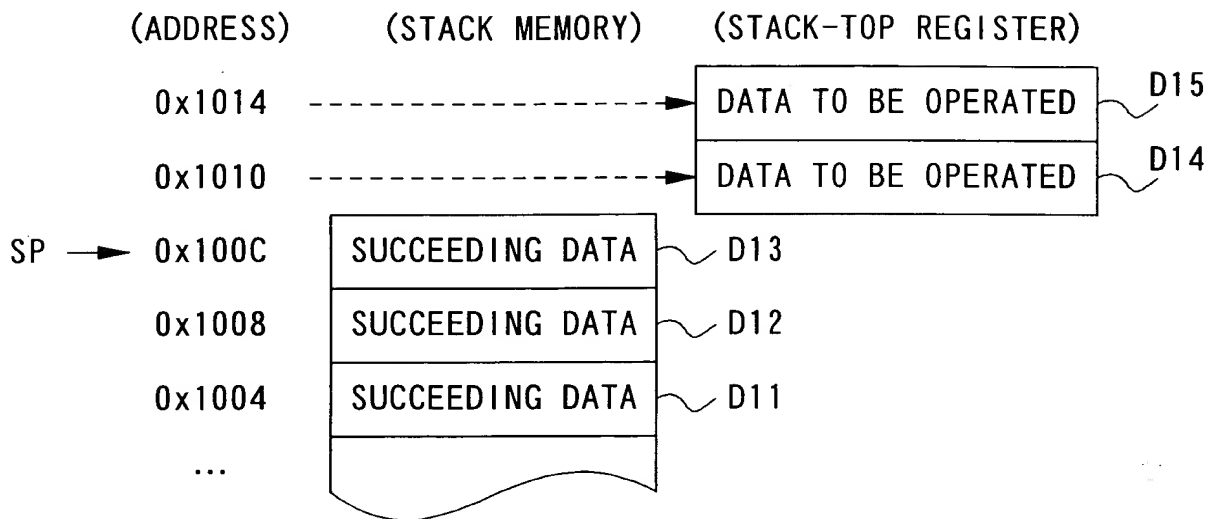 (ADDRESS) (STACK MEMORY) (STACK-TOP REGISTER)
0x1014 DATA TO BE OPERATED D15
0x1010 DATA TO BE OPERATED D14
SP 0x100C SUCCEEDING DATA D13
0x1008 SUCCEEDING DATA D12
0x1004 SUCCEEDING DATA D11
...